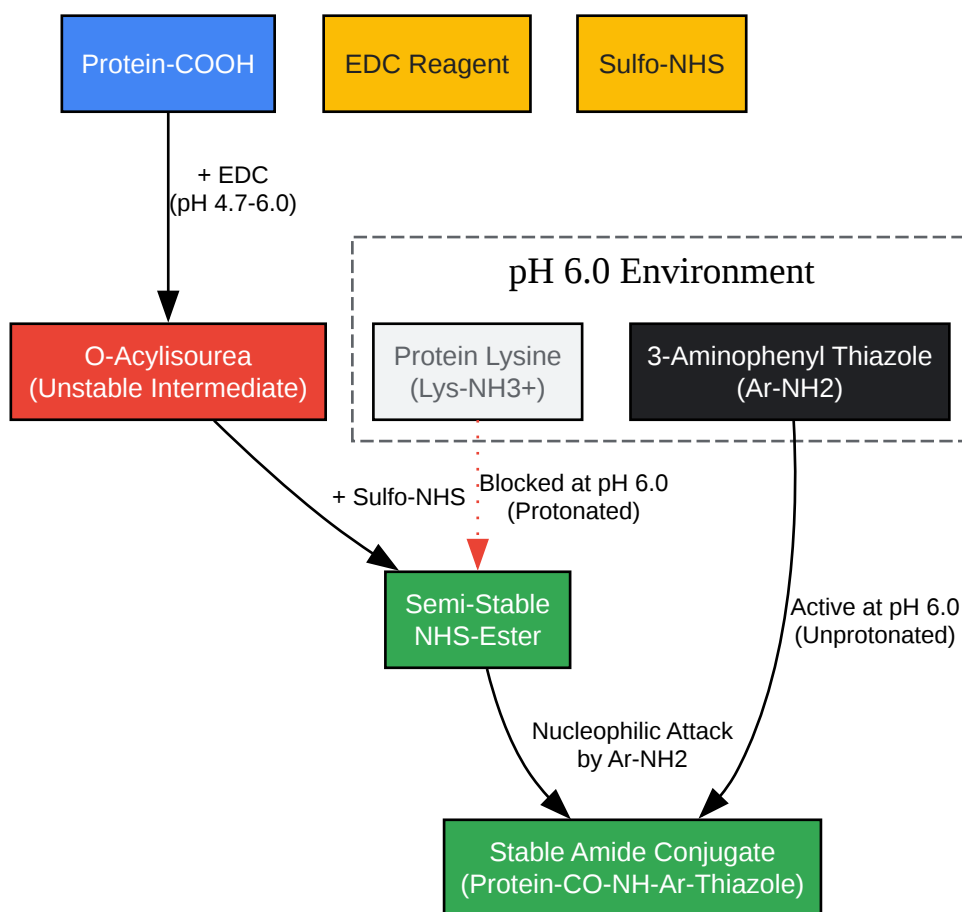 Protein-COOH
EDC Reagent
Sulfo-NHS
+ EDC
(pH 4.7-6.0)
pH 6.0 Environment
O-Acylisourea
(Unstable Intermediate)
Protein Lysine
(Lys-NH3+)
3-Aminophenyl Thiazole
(Ar-NH2)
+ Sulfo-NHS
Blocked at pH 6.0
(Protonated)
Semi-Stable
NHS-Ester
Active at pH 6.0
(Unprotonated)
Nucleophilic Attack
by Ar-NH2
Stable Amide Conjugate
(Protein-CO-NH-Ar-Thiazole)